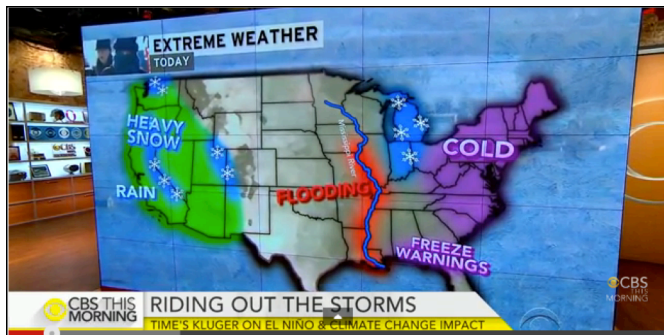 EXTREME WEATHER
TODAY
HEAVY
SNOW
RAIN
Mississippi River
FLOODING
COLD
FREEZE
WARNINGS
CBS
THIS
MORNING
CBS THIS
MORNING
RIDING OUT THE STORMS
TIME'S KLUGER ON EL NIÑO & CLIMATE CHANGE IMPACT